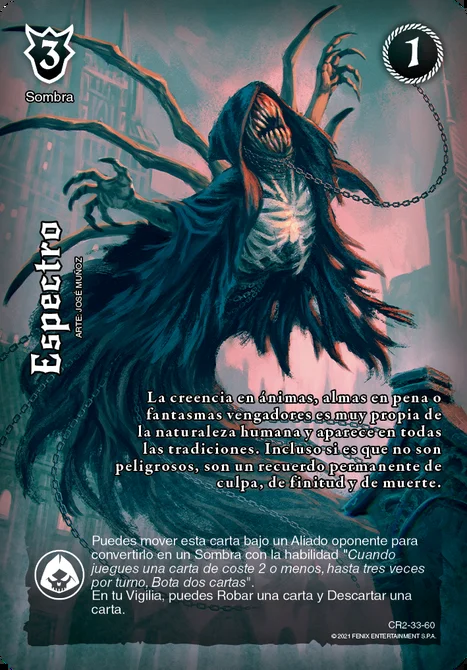 3
1
Sombra
Espectro
ARTE: JOSÉ MUÑOZ
La creencia en ánimas, almas en pena o
fantasmas vengadores es muy propia de
la naturaleza humana y aparece en todas
las tradiciones. Incluso si es que no son
peligrosos, son un recuerdo permanente de
culpa, de finitud y de muerte.
Puedes mover esta carta bajo un Aliado oponente para
convertirlo en un Sombra con la habilidad "Cuando
juegues una carta de coste 2 o menos, hasta tres veces
por turno, Bota dos cartas".
En tu Vigilia, puedes Robar una carta y Descartar una
carta.
CR2-33-60
©2021 FENIX ENTERTAINMENT S.P.A.